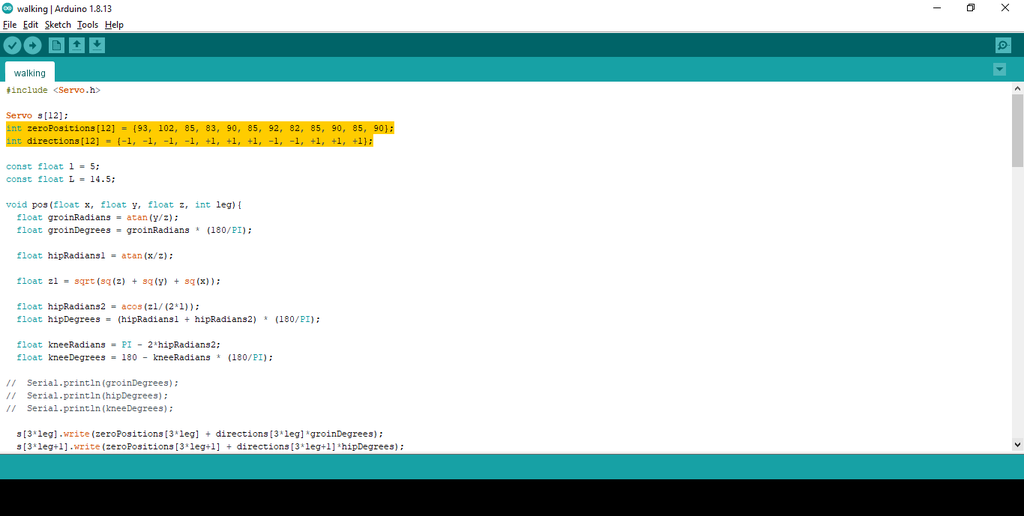 walking | Arduino 1.8.13
File Edit Sketch Tools Help
walking
#include <Servo.h>
Servo s[12];
int zeroPositions[12] = {93, 102, 85, 83, 90, 85, 92, 82, 85, 90, 85, 90};
int directions[12] = {-1, -1, -1, -1, +1, +1, +1, -1, -1, +1, +1, +1};
const float l = 5;
const float L = 14.5;
void pos(float x, float y, float z, int leg){
float groinRadians = atan(y/z);
float groinDegrees = groinRadians * (180/PI);
float hipRadians1 = atan(x/z);
float z1 = sqrt(sq(z) + sq(y) + sq(x));
float hipRadians2 = acos(z1/(2*l));
float hipDegrees = (hipRadians1 + hipRadians2) * (180/PI);
float kneeRadians = PI - 2*hipRadians2;
float kneeDegrees = 180 - kneeRadians * (180/PI);
// Serial.println(groinDegrees);
// Serial.println(hipDegrees);
// Serial.println(kneeDegrees);
s[3*leg].write(zeroPositions[3*leg] + directions[3*leg]*groinDegrees);
s[3*leg+1].write(zeroPositions[3*leg+1] + directions[3*leg+1]*hipDegrees);